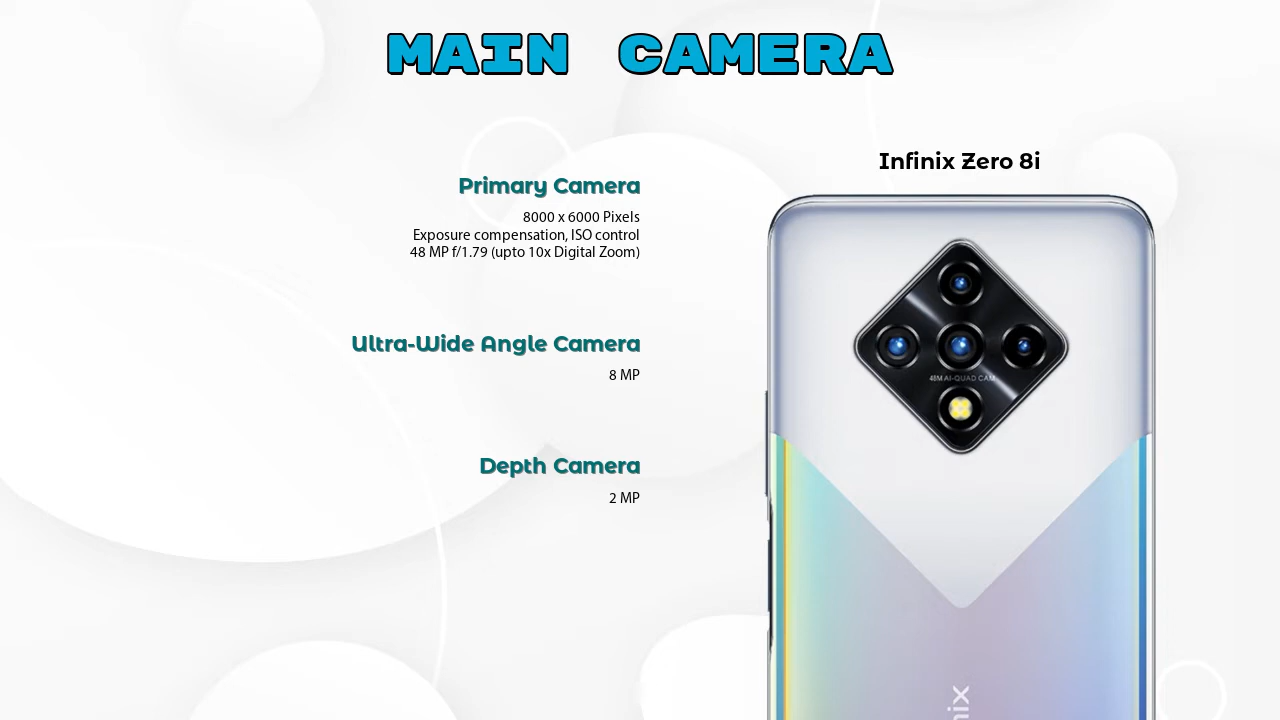 MAIN CAMERA
Infinix Zero 8i
Primary Camera
8000 x 6000 Pixels
Exposure compensation, ISO control
48 MP f/1.79 (upto 10x Digital Zoom)
Ultra-Wide Angle Camera
8 MP
Depth Camera
2 MP
48M AI-QUAD CAM